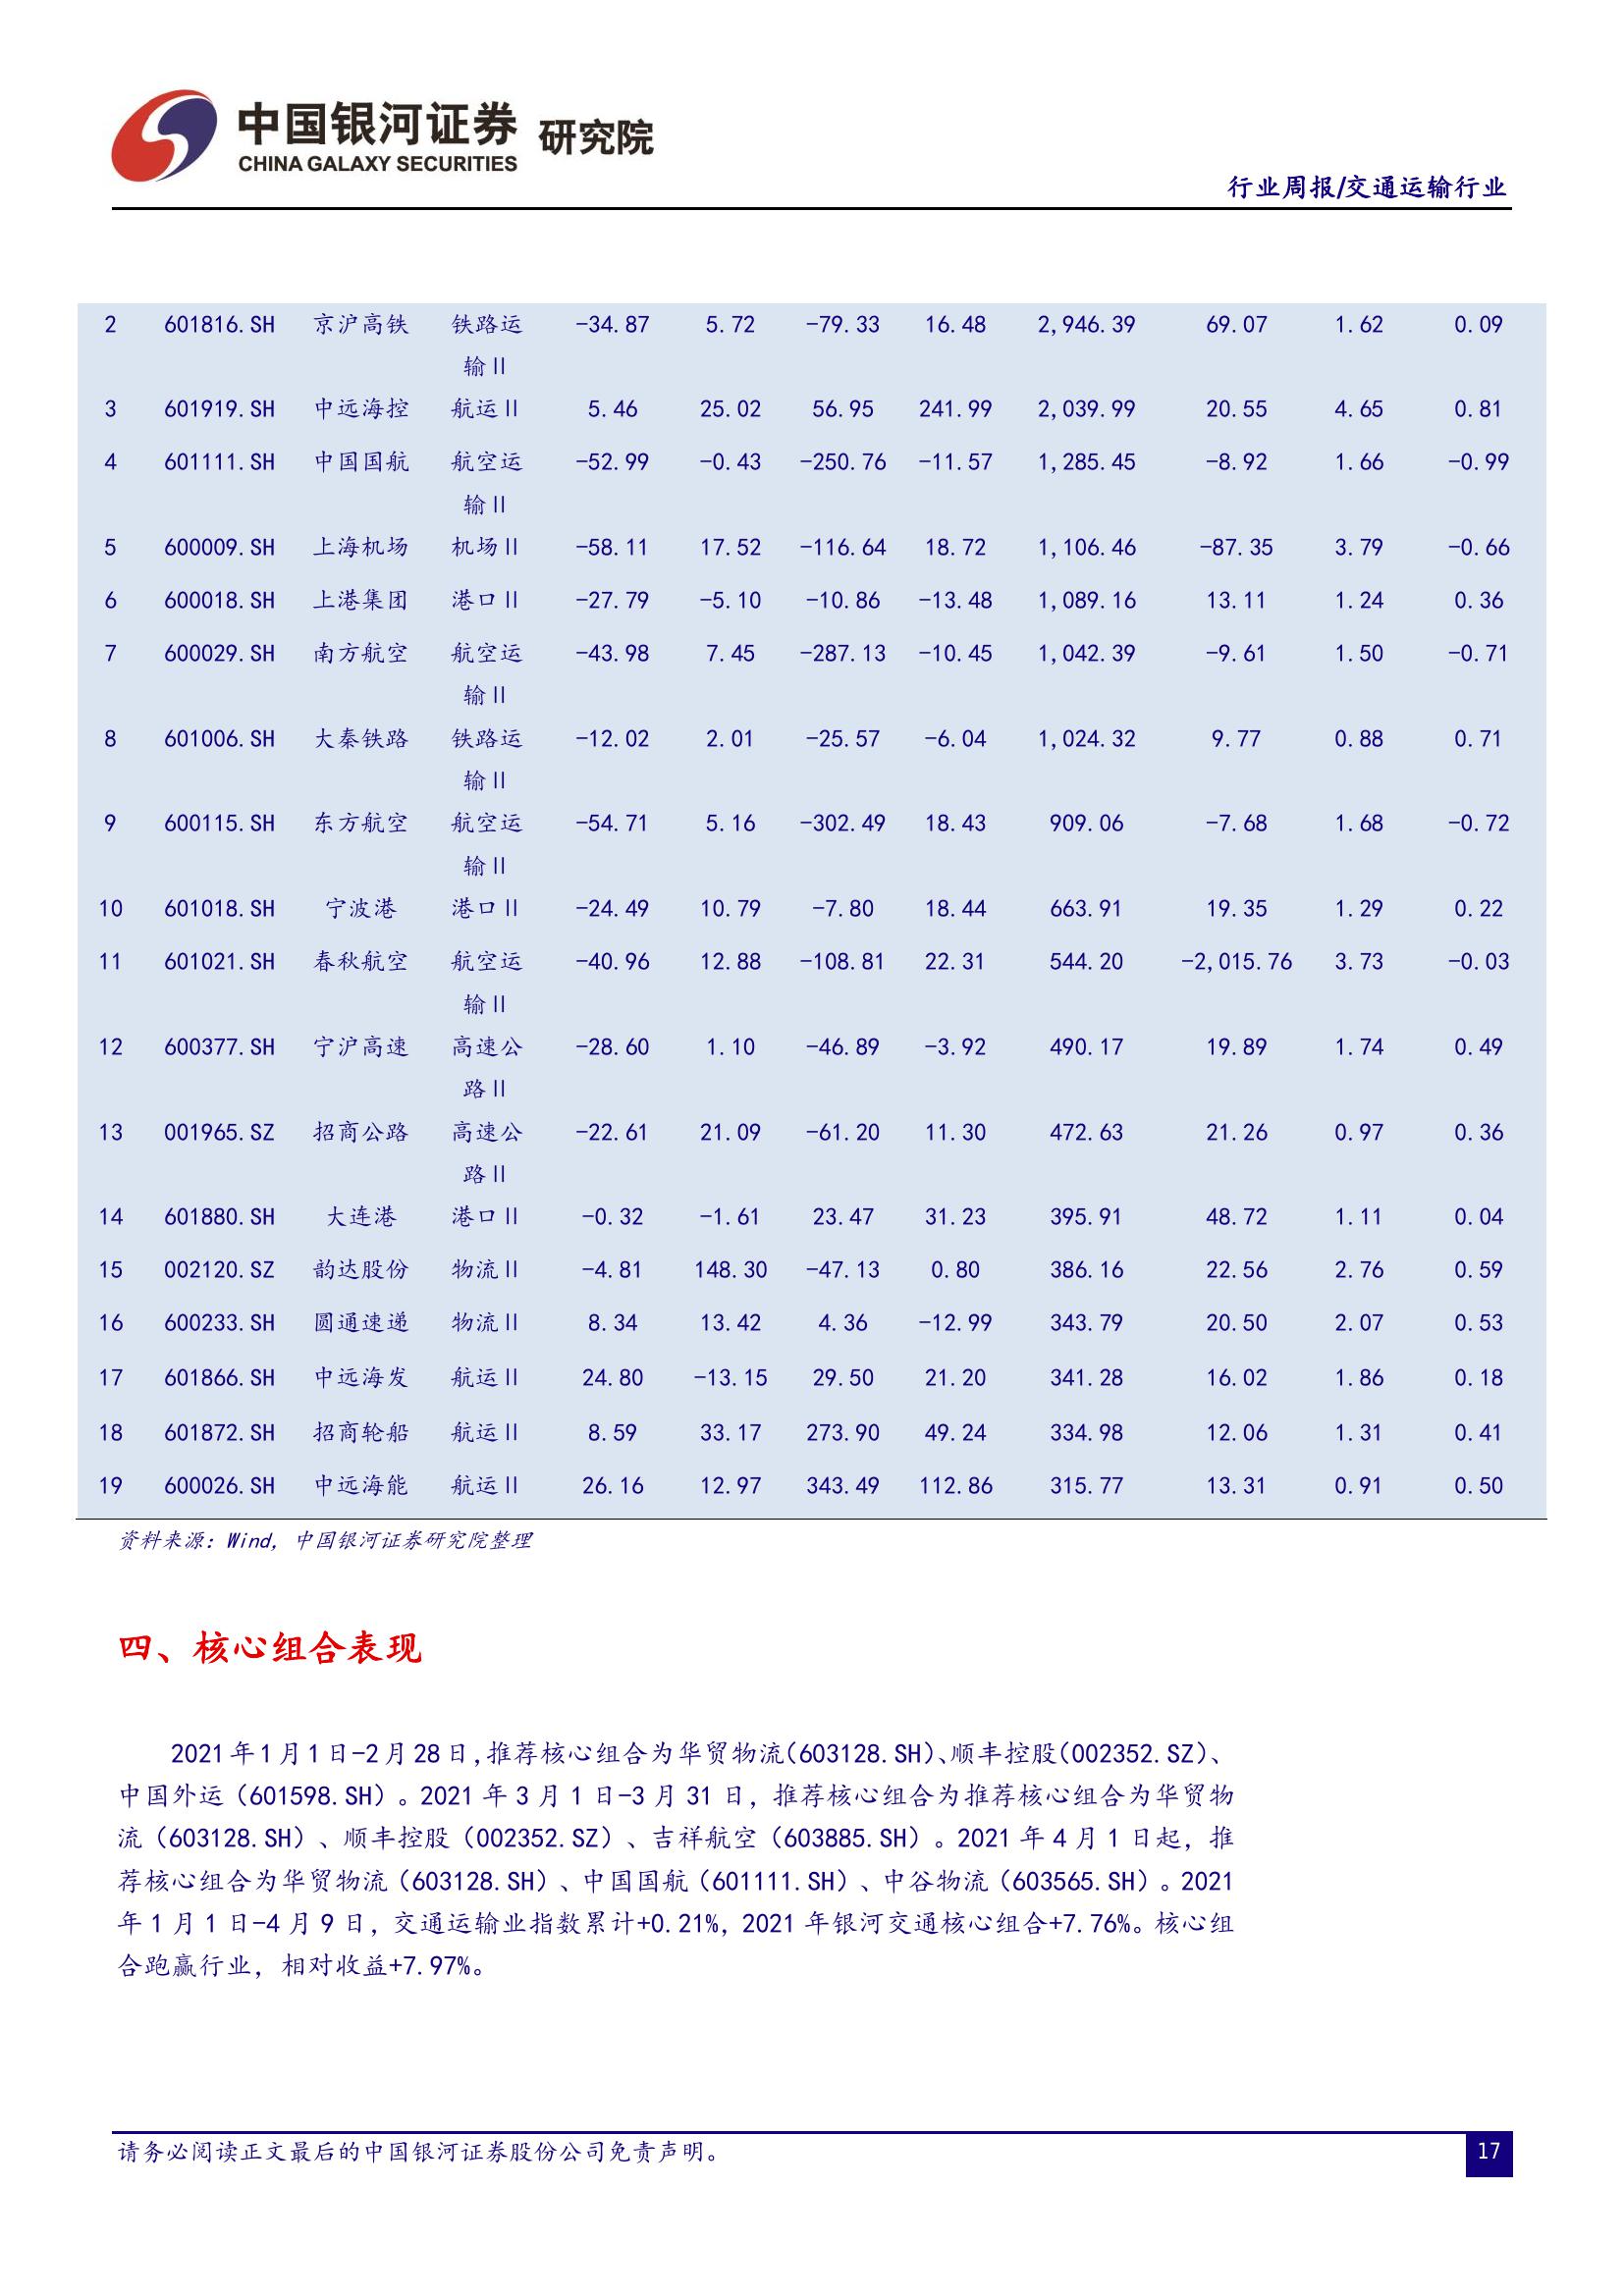 中国银河证券 研究院
CHINA GALAXY SECURITIES
行业周报/交通运输行业
2 601816.SH 京沪高铁 铁路运 -34.87 5.72 -79.33 16.48 2,946.39 69.07 1.62 0.09
输Ⅱ
3 601919.SH 中远海控 航运Ⅱ 5.46 25.02 56.95 241.99 2,039.99 20.55 4.65 0.81
4 601111.SH 中国国航 航空运 -52.99 -0.43 -250.76 -11.57 1,285.45 -8.92 1.66 -0.99
输Ⅱ
5 600009.SH 上海机场 机场Ⅱ -58.11 17.52 -116.64 18.72 1,106.46 -87.35 3.79 -0.66
6 600018.SH 上港集团 港口Ⅱ -27.79 -5.10 -10.86 -13.48 1,089.16 13.11 1.24 0.36
7 600029.SH 南方航空 航空运 -43.98 7.45 -287.13 -10.45 1,042.39 -9.61 1.50 -0.71
输Ⅱ
8 601006.SH 大秦铁路 铁路运 -12.02 2.01 -25.57 -6.04 1,024.32 9.77 0.88 0.71
输Ⅱ
9 600115.SH 东方航空 航空运 -54.71 5.16 -302.49 18.43 909.06 -7.68 1.68 -0.72
输Ⅱ
10 601018.SH 宁波港 港口Ⅱ -24.49 10.79 -7.80 18.44 663.91 19.35 1.29 0.22
11 601021.SH 春秋航空 航空运 -40.96 12.88 -108.81 22.31 544.20 -2,015.76 3.73 -0.03
输Ⅱ
12 600377.SH 宁沪高速 高速公 -28.60 1.10 -46.89 -3.92 490.17 19.89 1.74 0.49
路Ⅱ
13 001965.SZ 招商公路 高速公 -22.61 21.09 -61.20 11.30 472.63 21.26 0.97 0.36
路Ⅱ
14 601880.SH 大连港 港口Ⅱ -0.32 -1.61 23.47 31.23 395.91 48.72 1.11 0.04
15 002120.SZ 韵达股份 物流Ⅱ -4.81 148.30 -47.13 0.80 386.16 22.56 2.76 0.59
16 600233.SH 圆通速递 物流Ⅱ 8.34 13.42 4.36 -12.99 343.79 20.50 2.07 0.53
17 601866.SH 中远海发 航运Ⅱ 24.80 -13.15 29.50 21.20 341.28 16.02 1.86 0.18
18 601872.SH 招商轮船 航运Ⅱ 8.59 33.17 273.90 49.24 334.98 12.06 1.31 0.41
19 600026.SH 中远海能 航运Ⅱ 26.16 12.97 343.49 112.86 315.77 13.31 0.91 0.50
资料来源：Wind，中国银河证券研究院整理
四、核心组合表现
2021年1月1日-2月28日，推荐核心组合为华贸物流（603128.SH）、顺丰控股（002352.SZ）、
中国外运（601598.SH）。2021年3月1日-3月31日，推荐核心组合为推荐核心组合为华贸物
流（603128.SH）、顺丰控股（002352.SZ）、吉祥航空（603885.SH）。2021年4月1日起，推
荐核心组合为华贸物流（603128.SH）、中国国航（601111.SH）、中谷物流（603565.SH）。2021
年1月1日-4月9日，交通运输业指数累计+0.21%，2021年银河交通核心组合+7.76%。核心组
合跑赢行业，相对收益+7.97%。
请务必阅读正文最后的中国银河证券股份公司免责声明。
17